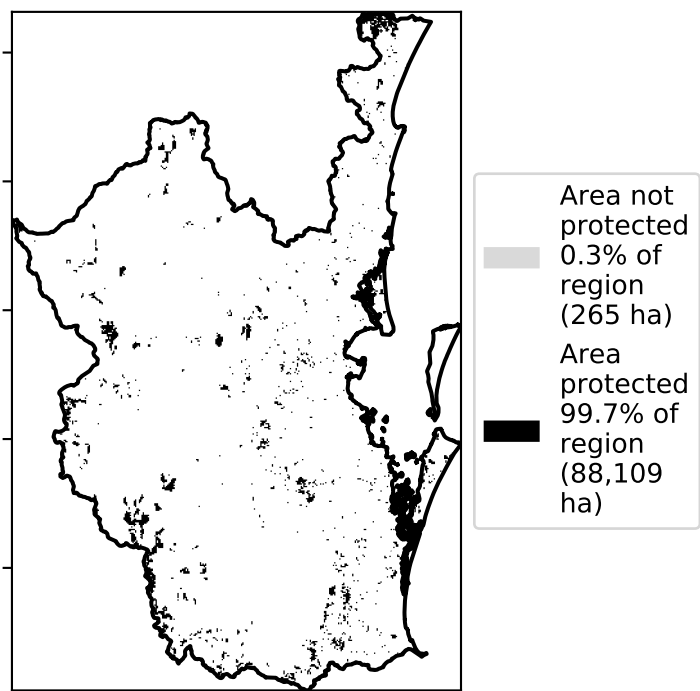 Area not
protected
0.3% of
region
(265 ha)
Area
protected
99.7% of
region
(88,109
ha)